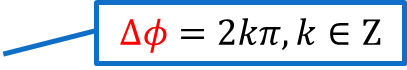 Δϕ = 2kπ, k ∈ Z